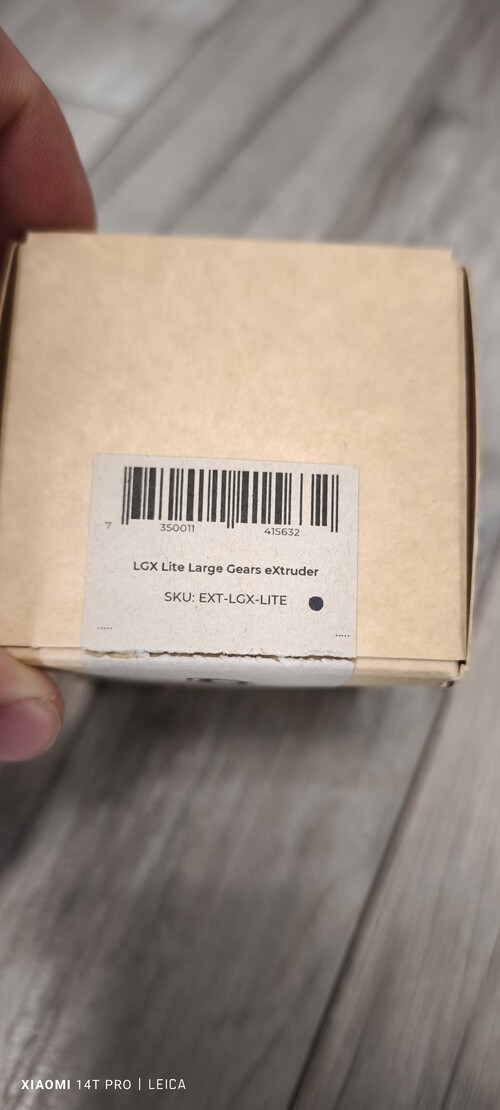 7 350011 415632
LGX Lite Large Gears eXtruder
SKU: EXT-LGX-LITE
XIAOMI 14T PRO | LEICA